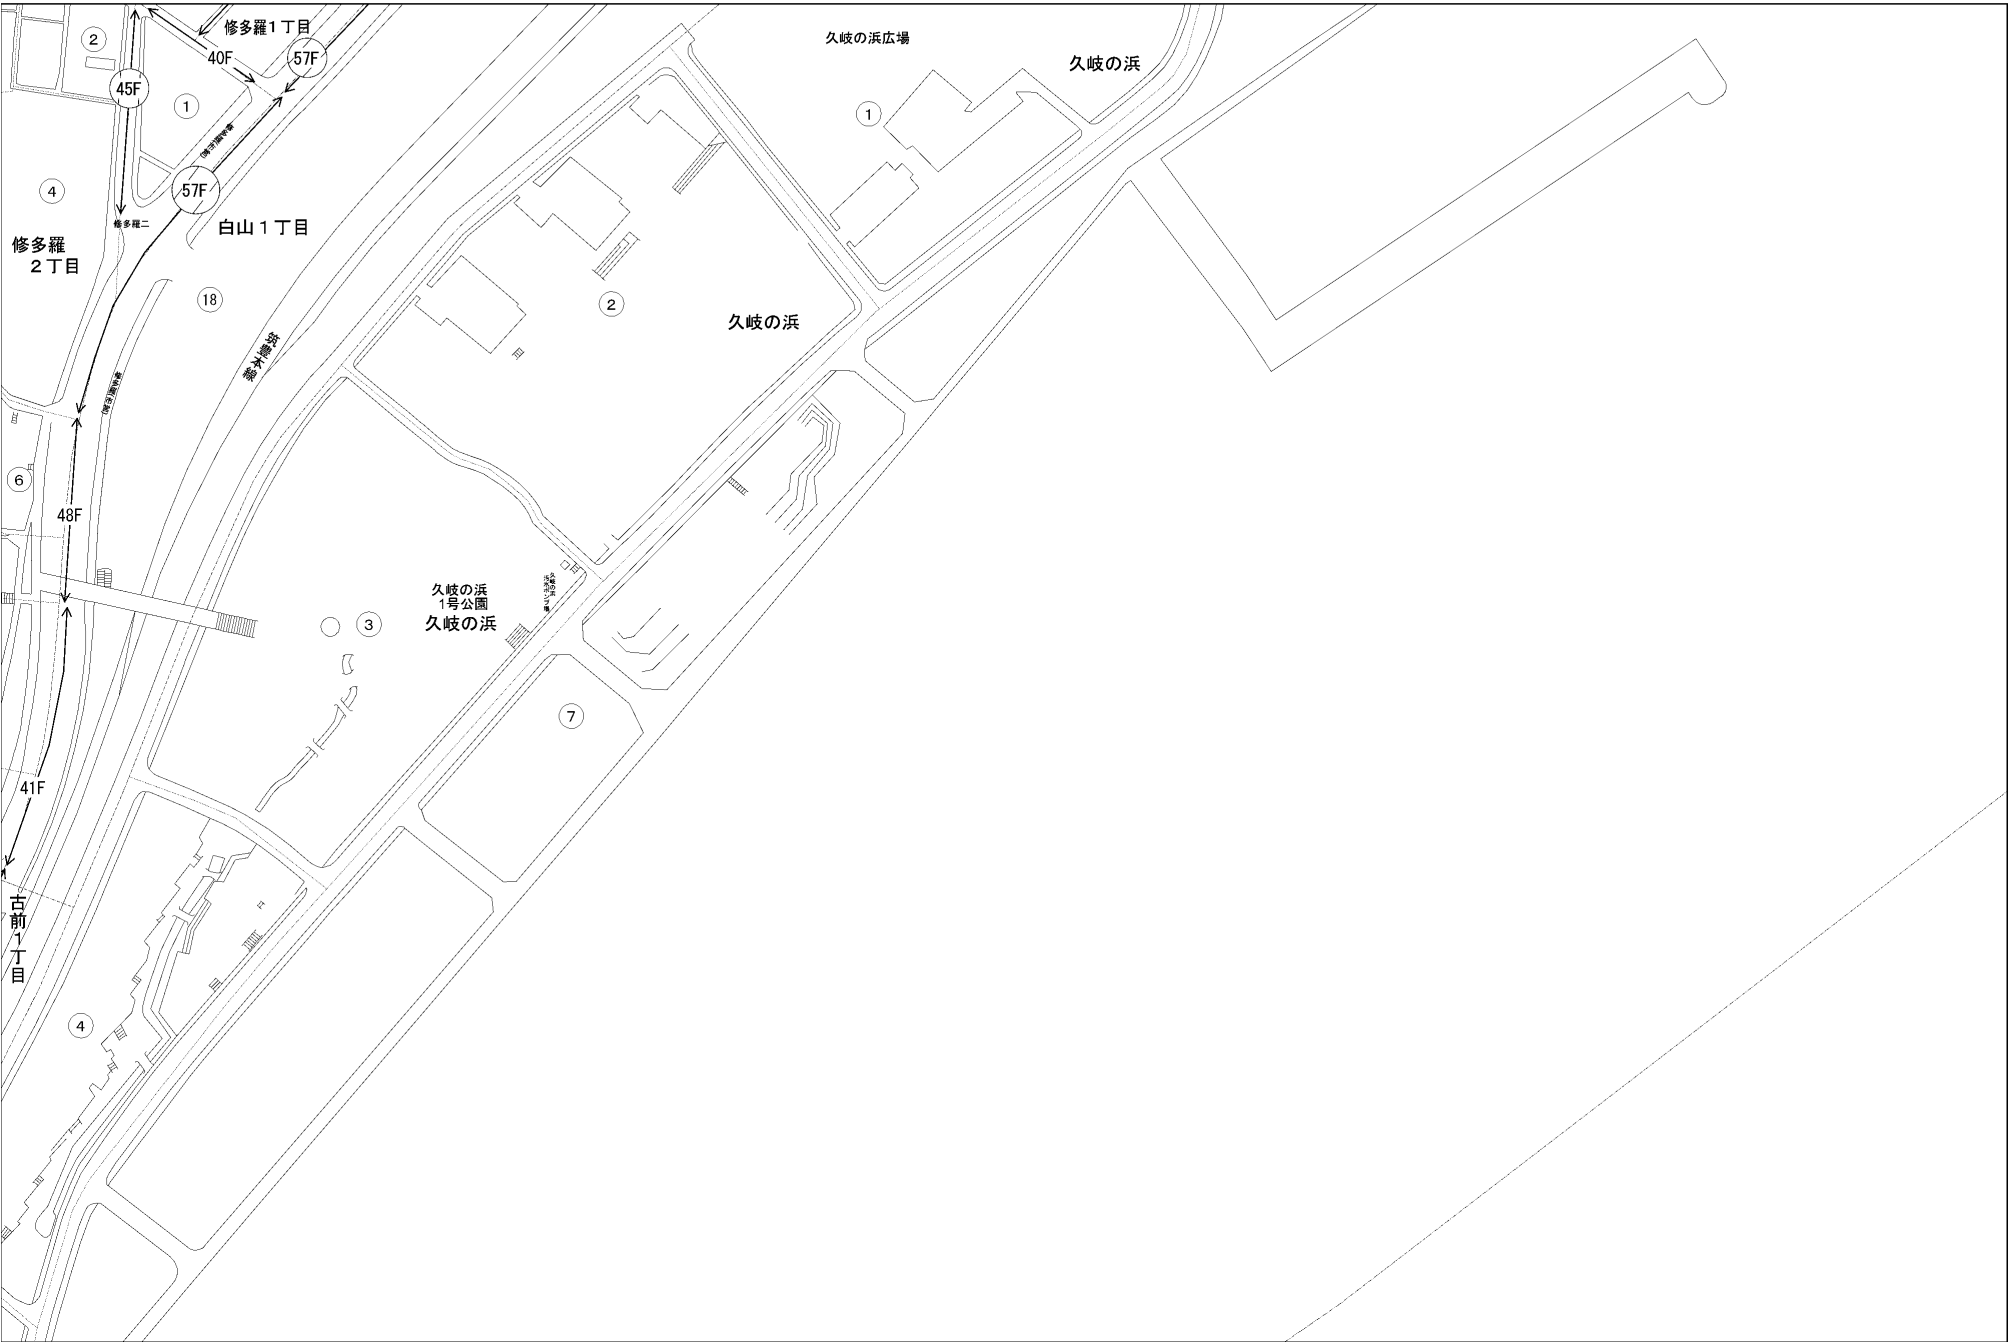 修多羅1丁目
久岐の浜広場
2
40F
57F
久岐の浜
45F
1
1
4
57F
修多羅二
白山1丁目
修多羅
2丁目
18
2
久岐の浜
筑豊本線
6
48F
久岐の浜
1号公園
3
久岐の浜
7
41F
古前1丁目
4